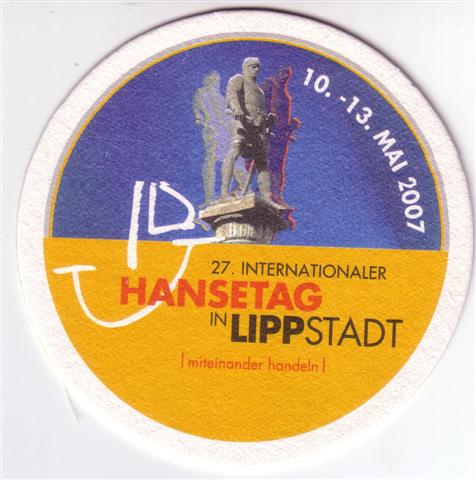 10. -13. MAI 2007
27. INTERNATIONALER
HANSETAG
IN LIPPSTADT
|miteinander handeln|